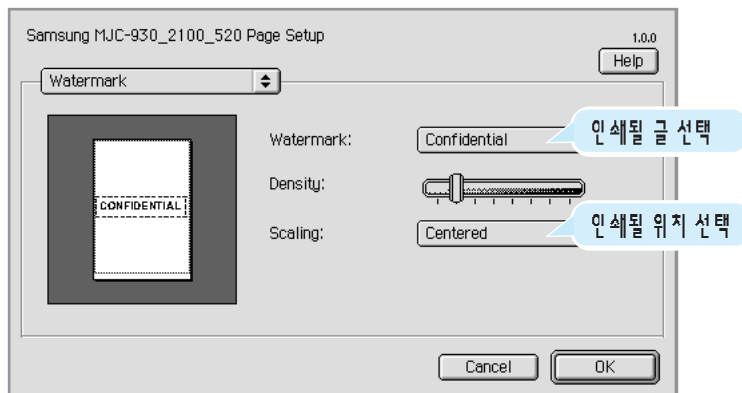 Samsung MJC-930_2100_520 Page Setup
1.0.0
Help
Watermark
Watermark:
Confidential
인쇄될 글 선택
Density:
CONFIDENTIAL
Scaling:
Centered
인쇄될 위치 선택
Cancel
OK